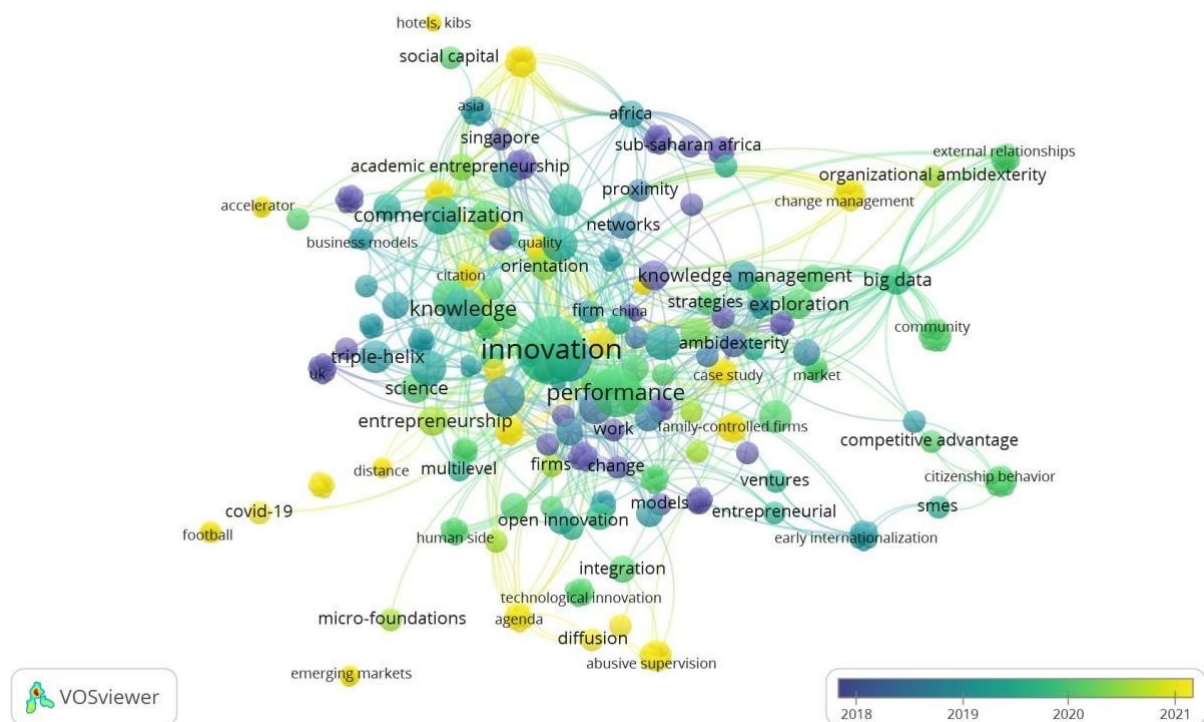 hotels, kibs
social capital
asia
africa
singapore
sub-saharan africa
external relationships
academic entrepreneurship
organizational ambidexterity
proximity
change management
accelerator
commercialization
networks
business models
quality
orientation
citation
knowledge management
big data
strategies
exploration
knowledge
firm
china
community
innovation
ambidexterity
triple-helix
uk
case study
market
science
performance
entrepreneurship
work
family-controlled firms
competitive advantage
distance
multilevel
firms
change
citizenship behavior
ventures
models
smes
covid-19
open innovation
entrepreneurial
football
human side
early internationalization
integration
technological innovation
micro-foundations
agenda
diffusion
abusive supervision
emerging markets
VOSviewer
2018
2019
2020
2021